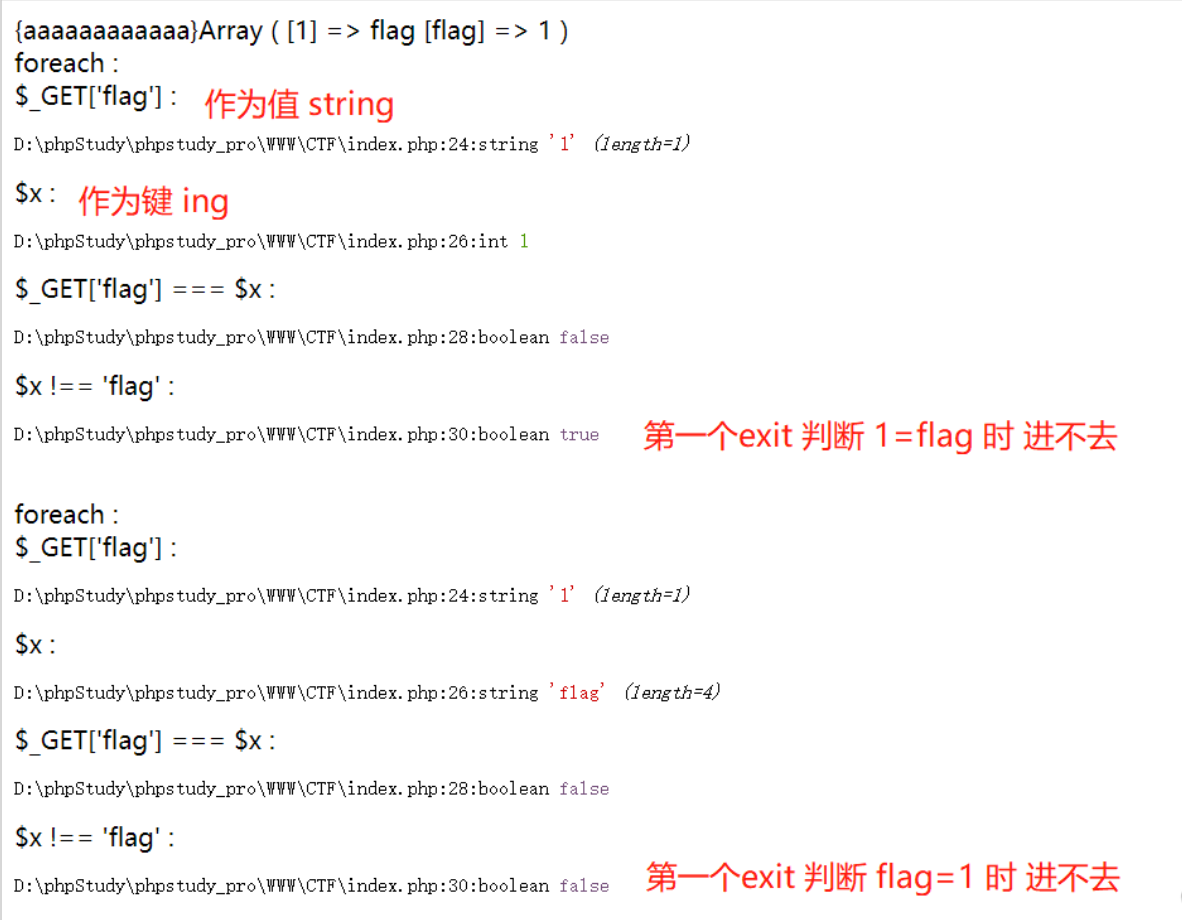 {aaaaaaaaaaaa}Array ( [1] => flag [flag] => 1 )
foreach :
$_GET['flag'] : 作为值 string
D:\phpStudy\phpstudy_pro\WWW\CTF\index.php:24:string '1' (length=1)
$x : 作为键 ing
D:\phpStudy\phpstudy_pro\WWW\CTF\index.php:26:int 1
$_GET['flag'] === $x :
D:\phpStudy\phpstudy_pro\WWW\CTF\index.php:28:boolean false
$x !== 'flag' :
D:\phpStudy\phpstudy_pro\WWW\CTF\index.php:30:boolean true 第一个exit 判断 1=flag 时 进不去
foreach :
$_GET['flag'] :
D:\phpStudy\phpstudy_pro\WWW\CTF\index.php:24:string '1' (length=1)
$x :
D:\phpStudy\phpstudy_pro\WWW\CTF\index.php:26:string 'flag' (length=4)
$_GET['flag'] === $x :
D:\phpStudy\phpstudy_pro\WWW\CTF\index.php:28:boolean false
$x !== 'flag' :
D:\phpStudy\phpstudy_pro\WWW\CTF\index.php:30:boolean false 第一个exit 判断 flag=1 时 进不去